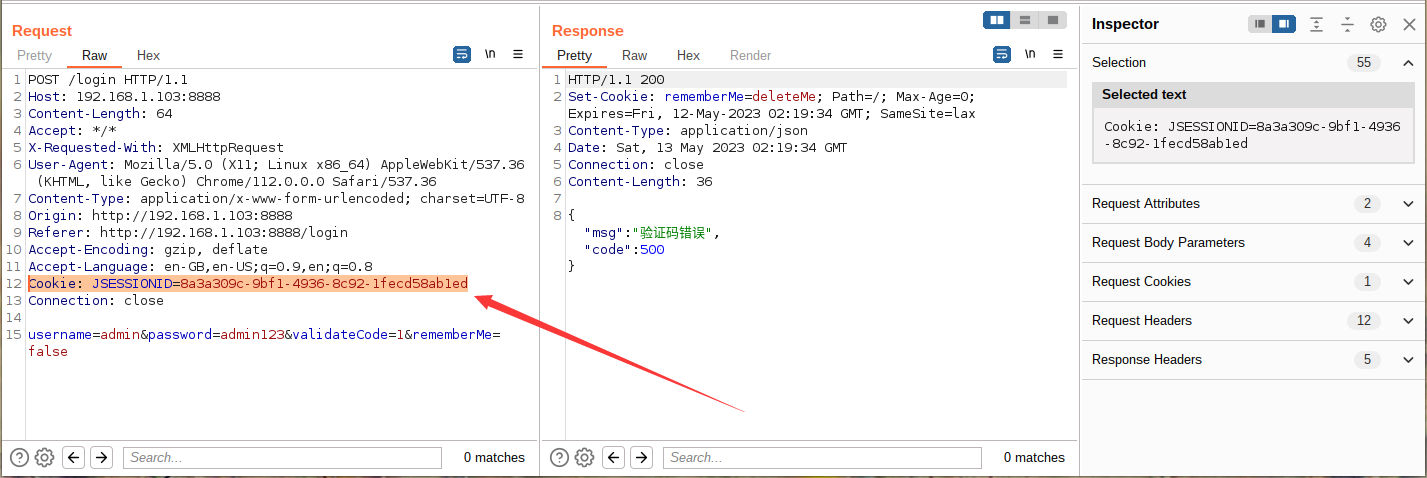 Request
Pretty Raw Hex \n
1 POST /login HTTP/1.1
2 Host: 192.168.1.103:8888
3 Content-Length: 64
4 Accept: */*
5 X-Requested-With: XMLHttpRequest
6 User-Agent: Mozilla/5.0 (X11; Linux x86_64) AppleWebKit/537.36
(KHTML, like Gecko) Chrome/112.0.0.0 Safari/537.36
7 Content-Type: application/x-www-form-urlencoded; charset=UTF-8
8 Origin: http://192.168.1.103:8888
9 Referer: http://192.168.1.103:8888/login
10 Accept-Encoding: gzip, deflate
11 Accept-Language: en-GB,en-US;q=0.9,en;q=0.8
12 Cookie: JSESSIONID=8a3a309c-9bf1-4936-8c92-1fecd58ab1ed
13 Connection: close
14
15 username=admin&password=admin123&validateCode=1&rememberMe=
false
Search...
0 matches
Response
Pretty Raw Hex Render \n
1 HTTP/1.1 200
2 Set-Cookie: rememberMe=deleteMe; Path=/; Max-Age=0;
Expires=Fri, 12-May-2023 02:19:34 GMT; SameSite=lax
3 Content-Type: application/json
4 Date: Sat, 13 May 2023 02:19:34 GMT
5 Connection: close
6 Content-Length: 36
7
8 {
"msg":"验证码错误",
"code":500
}
Search...
0 matches
Inspector
Selection 55
Selected text
Cookie: JSESSIONID=8a3a309c-9bf1-4936
-8c92-1fecd58ab1ed
Request Attributes 2
Request Body Parameters 4
Request Cookies 1
Request Headers 12
Response Headers 5